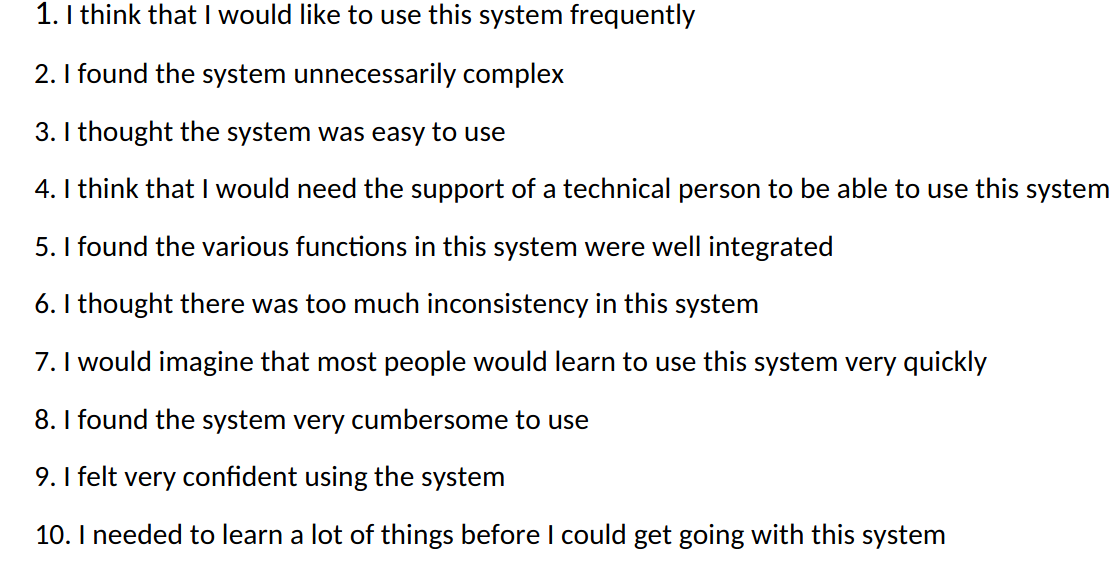 1. I think that I would like to use this system frequently
2. I found the system unnecessarily complex
3. I thought the system was easy to use
4. I think that I would need the support of a technical person to be able to use this system
5. I found the various functions in this system were well integrated
6. I thought there was too much inconsistency in this system
7. I would imagine that most people would learn to use this system very quickly
8. I found the system very cumbersome to use
9. I felt very confident using the system
10. I needed to learn a lot of things before I could get going with this system